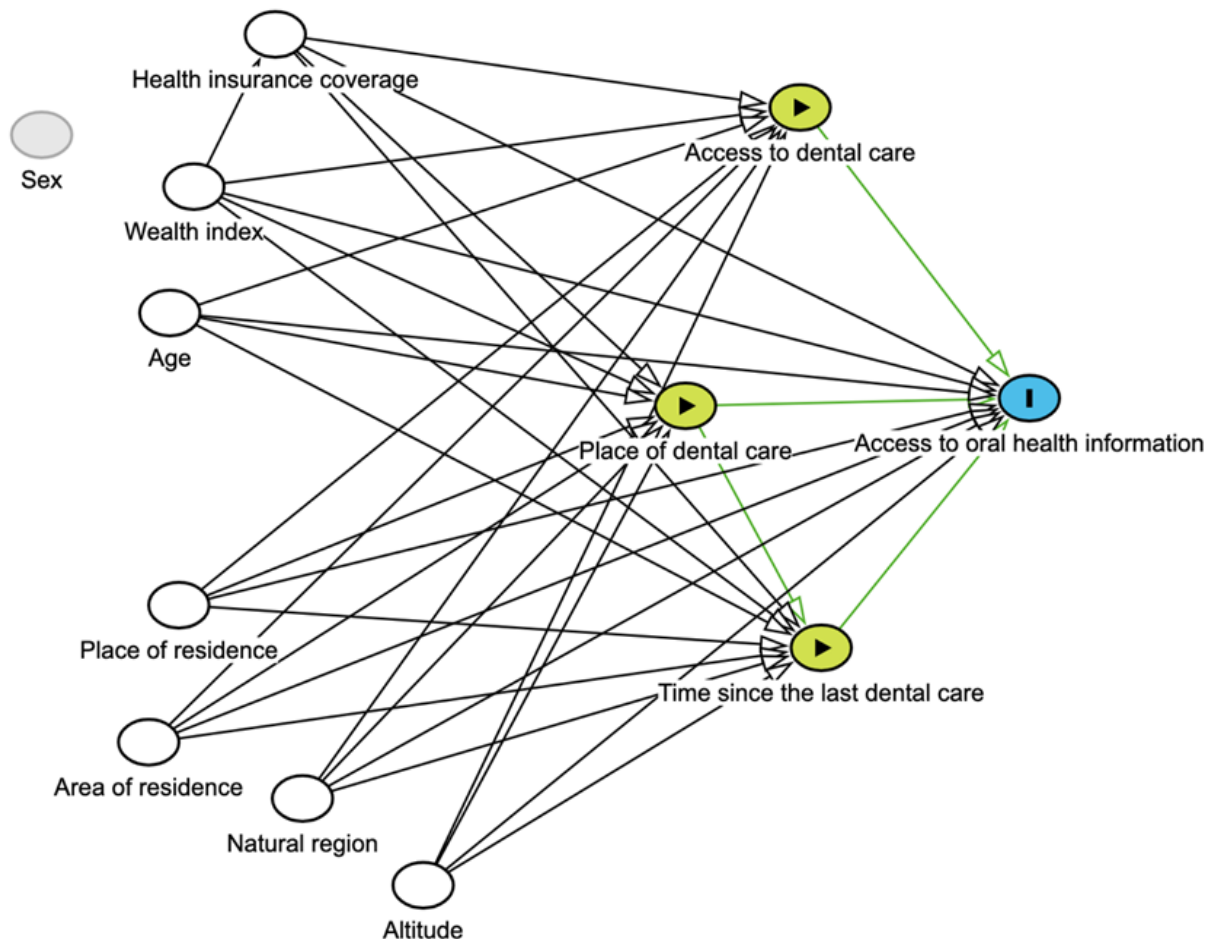 Health insurance coverage
Sex
Access to dental care
Wealth index
Age
Place of dental care
Access to oral health information
Place of residence
Time since the last dental care
Area of residence
Natural region
Altitude